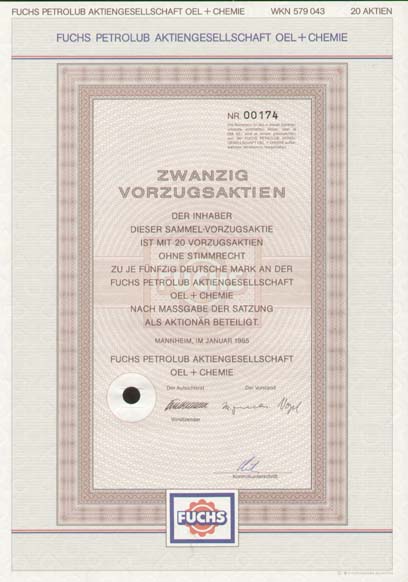 FUCHS PETROLUB AKTIENGESELLSCHAFT OEL + CHEMIE WKN 579 043 20 AKTIEN
FUCHS PETROLUB AKTIENGESELLSCHAFT OEL + CHEMIE
NR. 00174
ZWANZIG
VORZUGSAKTIEN
DER INHABER
DIESER SAMMEL-VORZUGSAKTIE
IST MIT 20 VORZUGSAKTIEN
OHNE STIMMRECHT
ZU JE FÜNFZIG DEUTSCHE MARK AN DER
FUCHS PETROLUB AKTIENGESELLSCHAFT
OEL + CHEMIE
NACH MASSGABE DER SATZUNG
ALS AKTIONÄR BETEILIGT.
MANNHEIM, IM JANUAR 1985
FUCHS PETROLUB AKTIENGESELLSCHAFT
OEL + CHEMIE
Der Aufsichtsrat Der Vorstand
Vorsitzender
Kontrollunterschrift
FUCHS